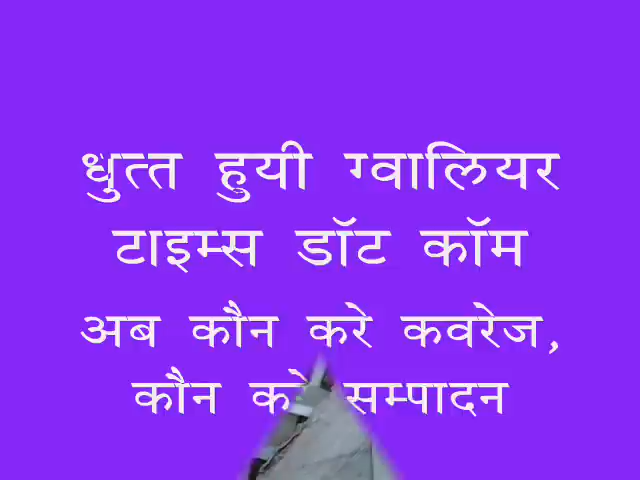 धुत्त हुयी ग्वालियर
टाइम्स डॉट कॉम
अब कौन करे कवरेज,
कौन करे सम्पादन